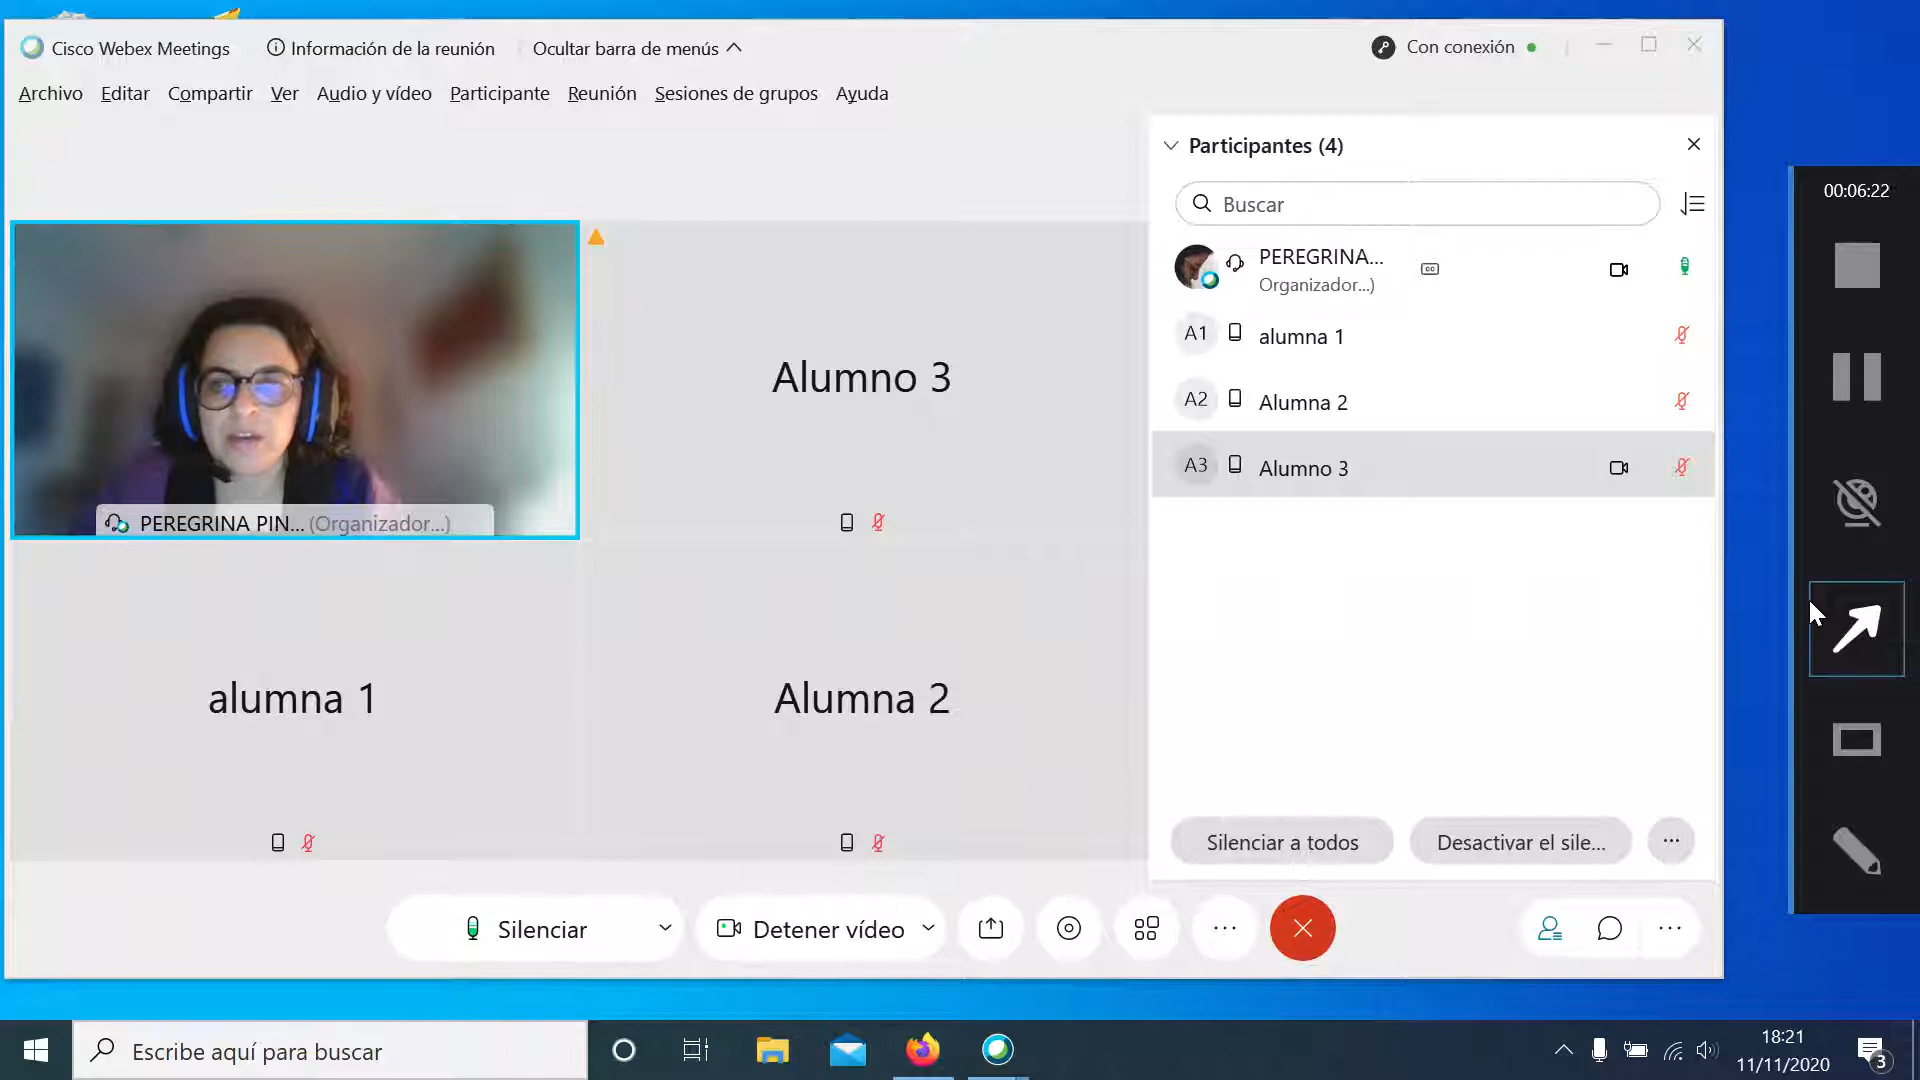 Cisco Webex Meetings
Información de la reunión
Ocultar barra de menús
Con conexión
Archivo Editar Compartir Ver Audio y vídeo Participante Reunión Sesiones de grupos Ayuda
Participantes (4)
Buscar
PEREGRINA...
Organizador...)
A1 alumna 1
A2 Alumna 2
A3 Alumno 3
PEREGRINA PIN... (Organizador...)
Alumno 3
alumna 1
Alumna 2
Silenciar a todos
Desactivar el sile...
Silenciar
Detener vídeo
00:06:22
Escribe aquí para buscar
18:21
11/11/2020
3